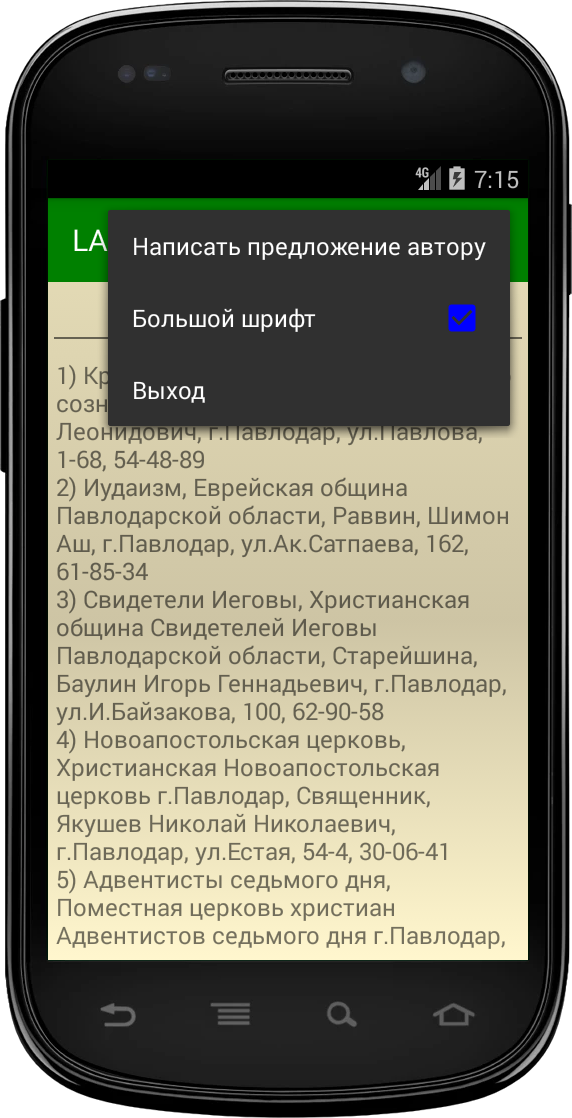 4G 7:15
LA
Написать предложение автору
Большой шрифт
Выход
1)
созн
Леонидович, г.Павлодар, ул.Павлова,
1-68, 54-48-89
2) Иудаизм, Еврейская община
Павлодарской области, Раввин, Шимон
Аш, г.Павлодар, ул.Ак.Сатпаева, 162,
61-85-34
3) Свидетели Иеговы, Христианская
община Свидетелей Иеговы
Павлодарской области, Старейшина,
Баулин Игорь Геннадьевич, г.Павлодар,
ул.И.Байзакова, 100, 62-90-58
4) Новоапостольская церковь,
Христианская Новоапостольская
церковь г.Павлодар, Священник,
Якушев Николай Николаевич,
г.Павлодар, ул.Естая, 54-4, 30-06-41
5) Адвентисты седьмого дня,
Поместная церковь христиан
Адвентистов седьмого дня г.Павлодар,